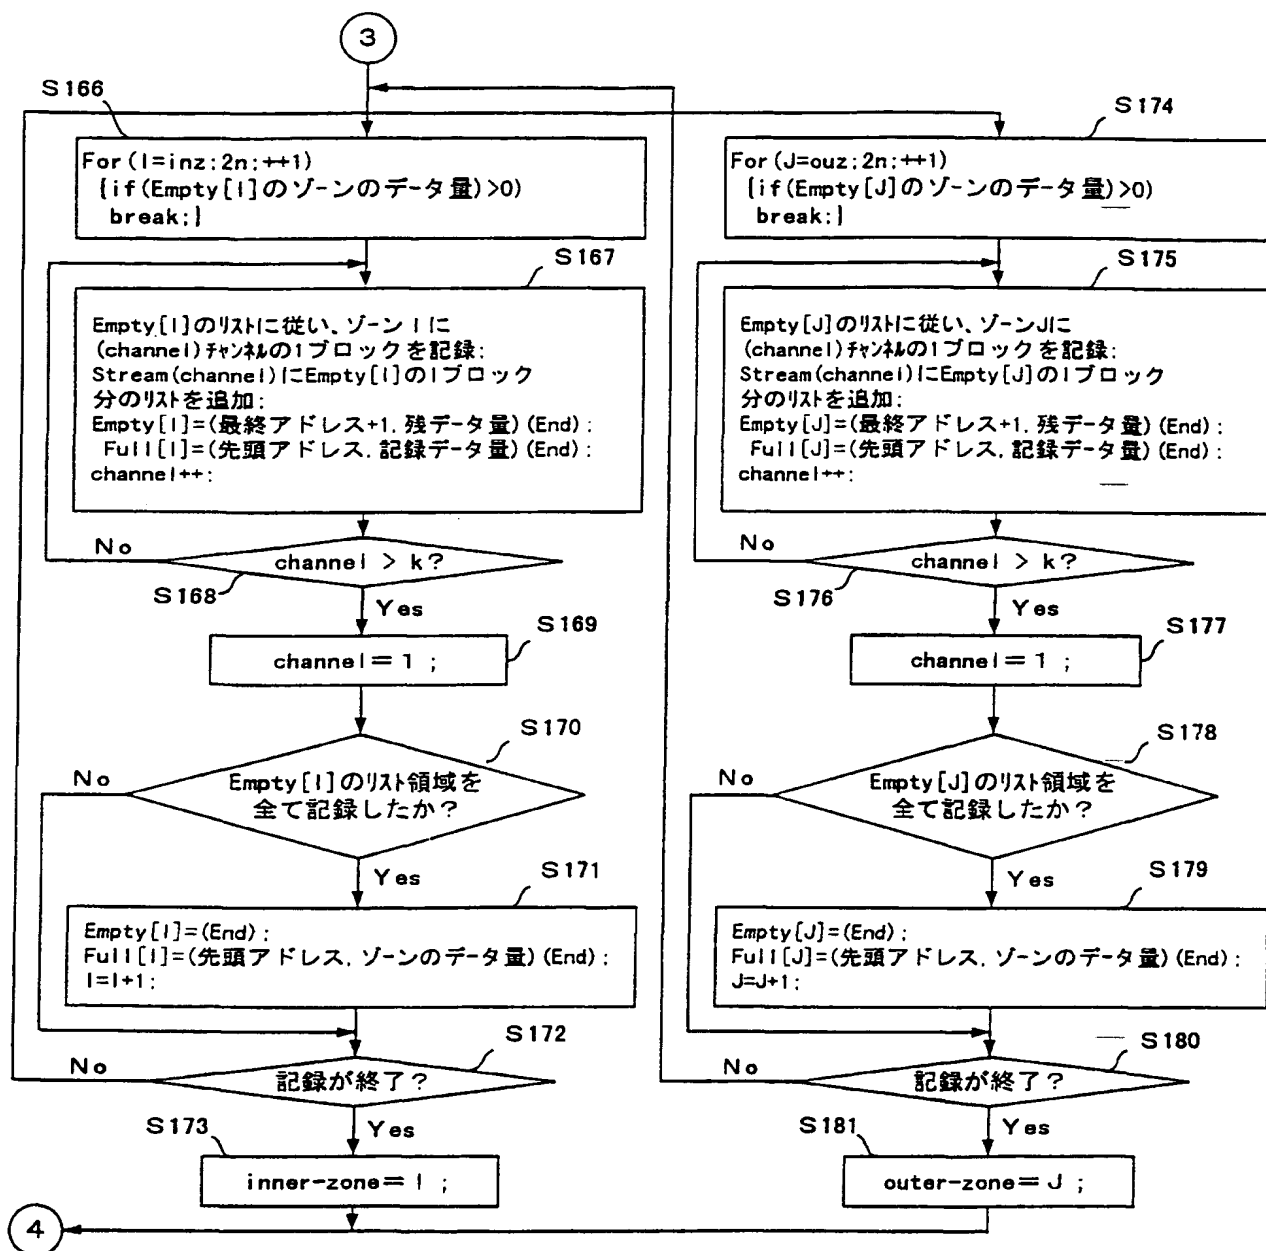 3
S166
For(I=inz;2n;++1)
{if(Empty[I]のゾーンのデータ量)>0)
break;}
S167
Empty[I]のリストに従い、ゾーンIに
(channel)チャンネルの1ブロックを記録;
Stream(channel)にEmpty[I]の1ブロック
分のリストを追加;
Empty[I]=(最終アドレス+1,残データ量)(End);
Full[I]=(先頭アドレス,記録データ量)(End);
channel++;
No
channel > k?
S168
Yes
S169
channel=1 ;
S170
No
Empty[I]のリスト領域を
全て記録したか?
Yes
S171
Empty[I]=(End);
Full[I]=(先頭アドレス,ゾーンのデータ量)(End);
I=I+1;
S172
No
記録が終了?
Yes
S173
inner-zone=I ;
4
S174
For(J=ouz;2n;++1)
{if(Empty[J]のゾーンのデータ量)>0)
break;}
S175
Empty[J]のリストに従い、ゾーンJに
(channel)チャンネルの1ブロックを記録;
Stream(channel)にEmpty[J]の1ブロック
分のリストを追加;
Empty[J]=(最終アドレス+1,残データ量)(End);
Full[J]=(先頭アドレス,記録データ量)(End);
channel++;
No
channel > k?
S176
Yes
S177
channel=1 ;
S178
No
Empty[J]のリスト領域を
全て記録したか?
Yes
S179
Empty[J]=(End);
Full[J]=(先頭アドレス,ゾーンのデータ量)(End);
J=J+1;
S180
No
記録が終了?
Yes
S181
outer-zone=J ;